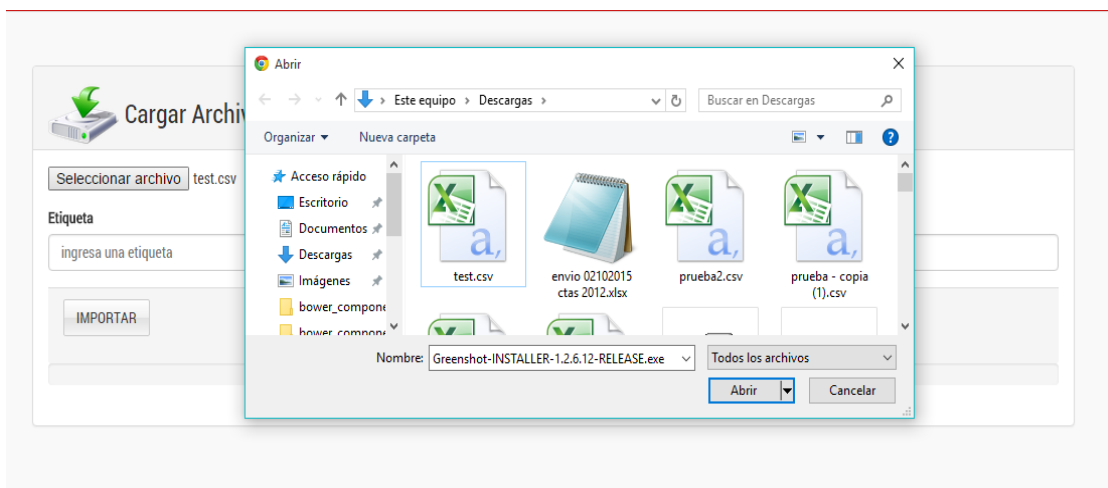 Abrir
Este equipo > Descargas >
Buscar en Descargas
Cargar Archiv
Organizar
Nueva carpeta
Seleccionar archivo test.csv
Etiqueta
ingresa una etiqueta
IMPORTAR
Acceso rápido
Escritorio
Documentos
Descargas
Imágenes
bower_compone
bower_compone
test.csv
envio 02102015
ctas 2012.xlsx
prueba2.csv
prueba - copia
(1).csv
Nombre: Greenshot-INSTALLER-1.2.6.12-RELEASE.exe
Todos los archivos
Abrir
Cancelar